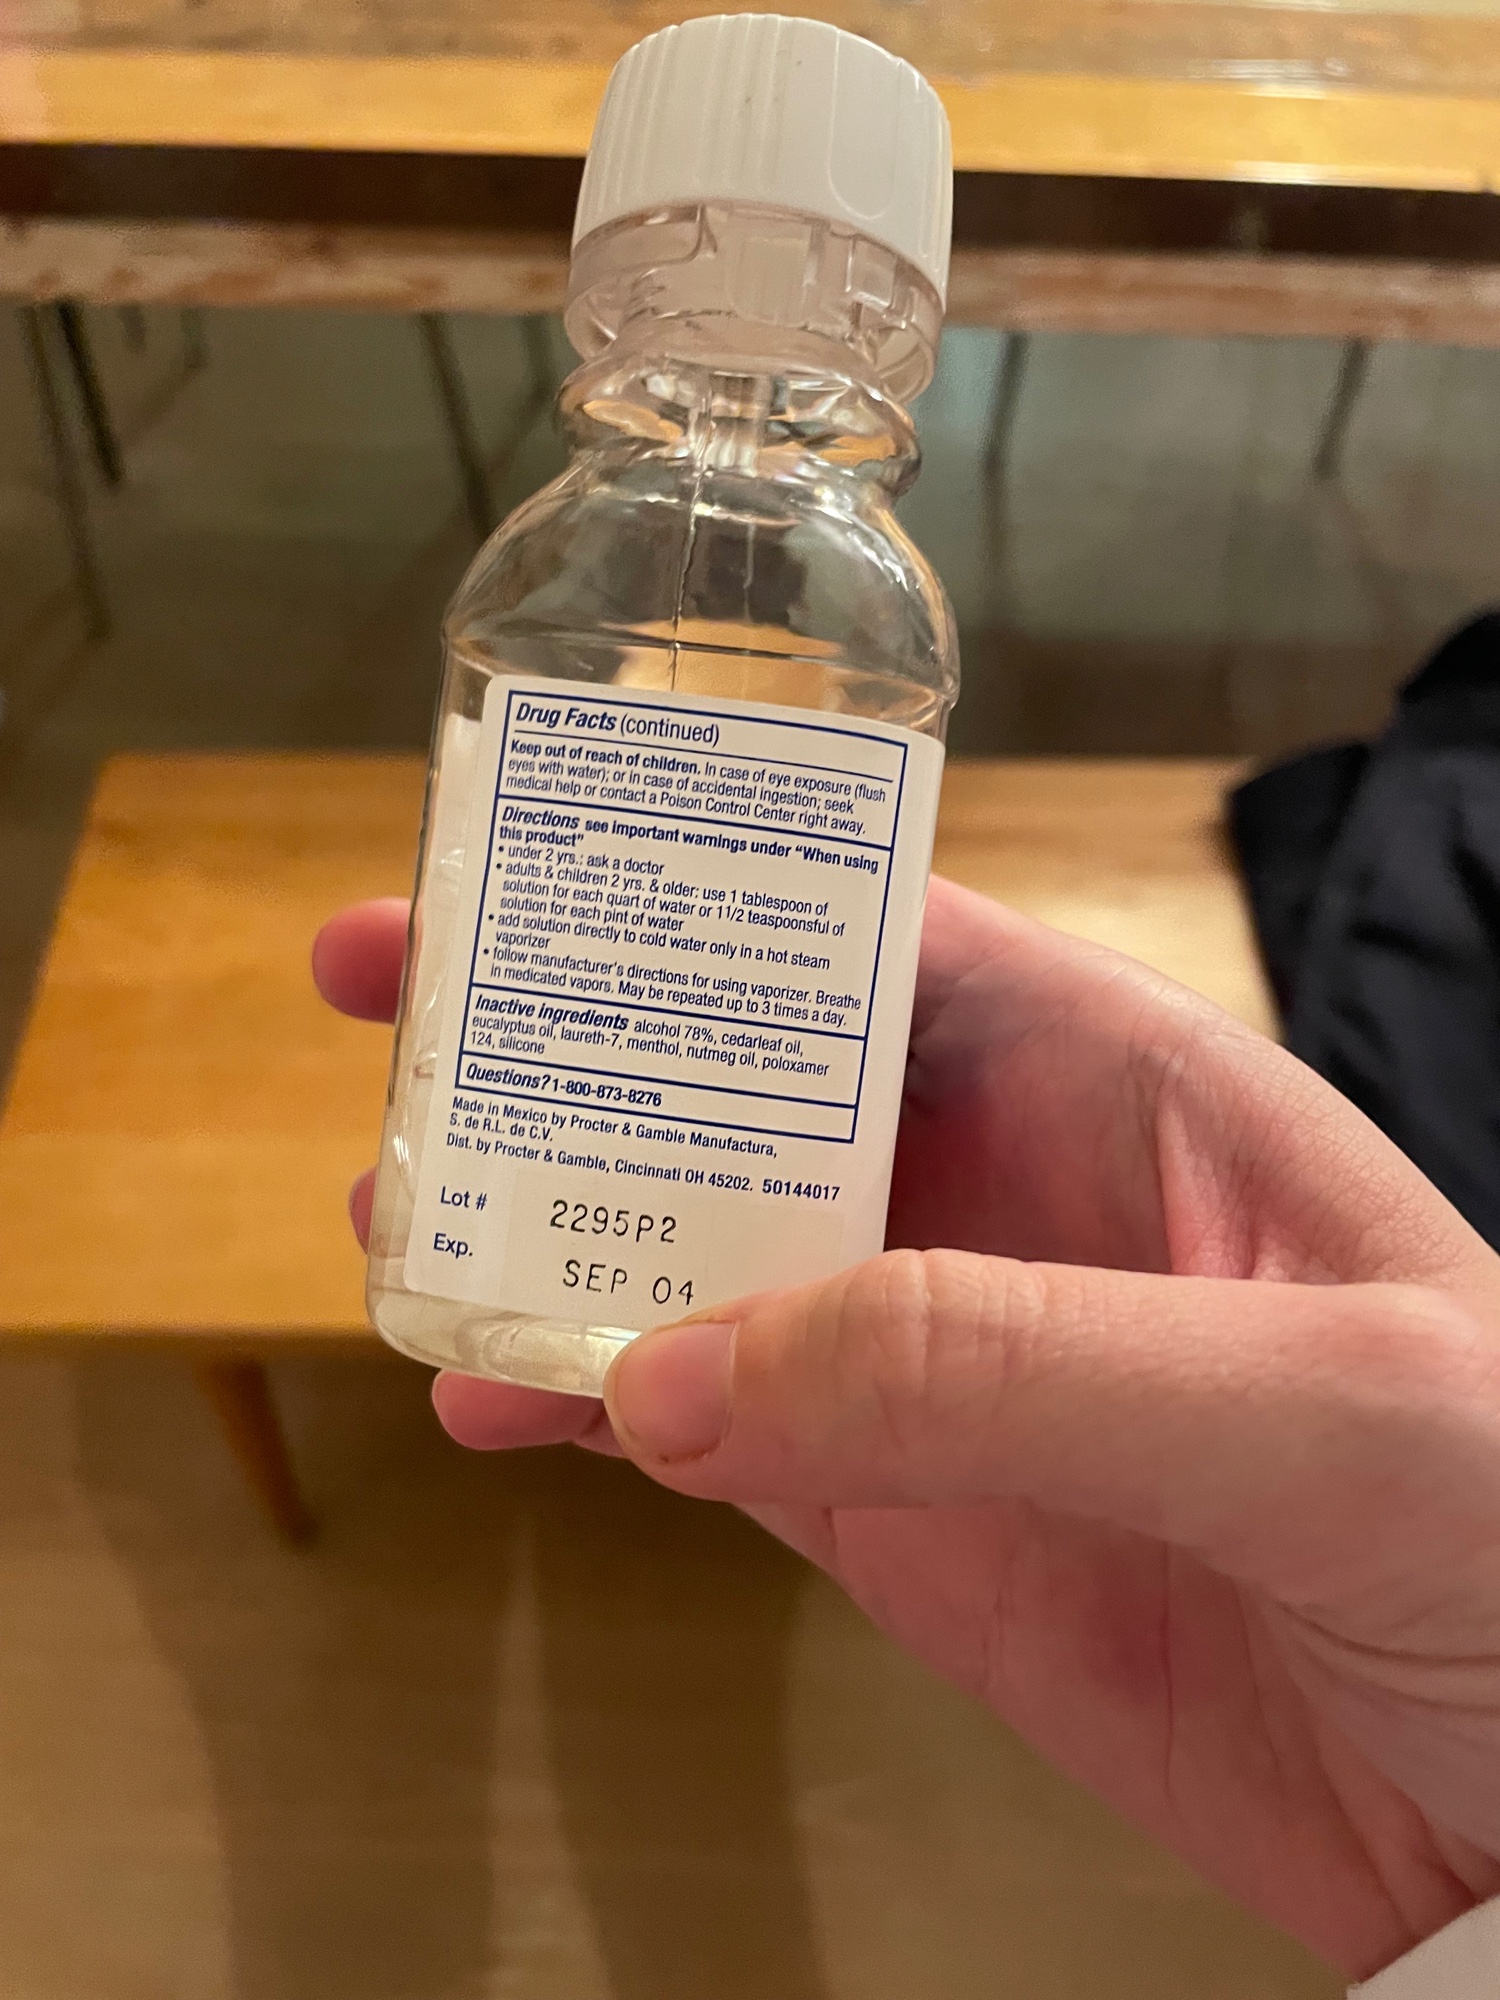 Drug Facts (continued)
Keep out of reach of children. In case of eye exposure (flush
eyes with water); or in case of accidental ingestion; seek
medical help or contact a Poison Control Center right away.
Directions see important warnings under “When using
this product”
• under 2 yrs.: ask a doctor
• adults & children 2 yrs. & older: use 1 tablespoon of
solution for each quart of water or 11/2 teaspoonsful of
solution for each pint of water
• add solution directly to cold water only in a hot steam
vaporizer
• follow manufacturer's directions for using vaporizer. Breathe
in medicated vapors. May be repeated up to 3 times a day.
Inactive ingredients alcohol 78%, cedarleaf oil,
eucalyptus oil, laureth-7, menthol, nutmeg oil, poloxamer
124, silicone
Questions? 1-800-873-8276
Made in Mexico by Procter & Gamble Manufactura,
S. de R.L. de C.V.
Dist. by Procter & Gamble, Cincinnati OH 45202. 50144017
Lot # 2295P2
Exp. SEP 04